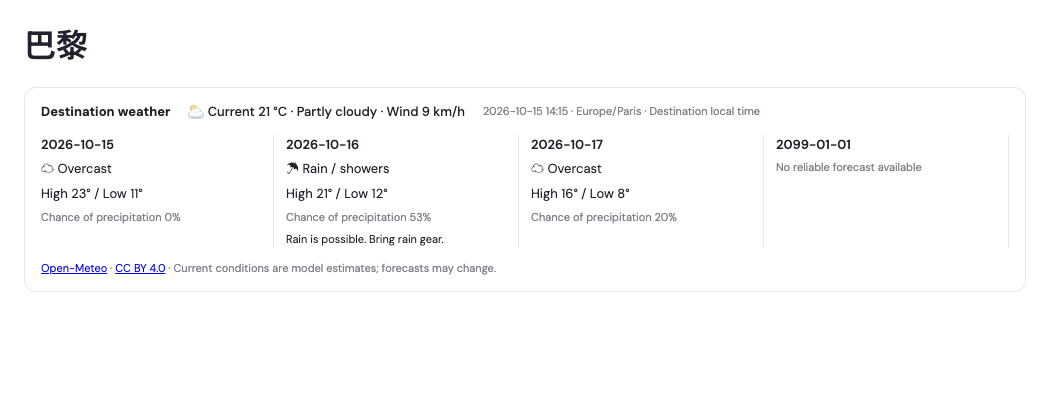 巴黎
Destination weather ⛅ Current 21 °C · Partly cloudy · Wind 9 km/h 2026-10-15 14:15 · Europe/Paris · Destination local time
2026-10-15
☁ Overcast
High 23° / Low 11°
Chance of precipitation 0%
2026-10-16
☂ Rain / showers
High 21° / Low 12°
Chance of precipitation 53%
Rain is possible. Bring rain gear.
2026-10-17
☁ Overcast
High 16° / Low 8°
Chance of precipitation 20%
2099-01-01
No reliable forecast available
Open-Meteo · CC BY 4.0 · Current conditions are model estimates; forecasts may change.